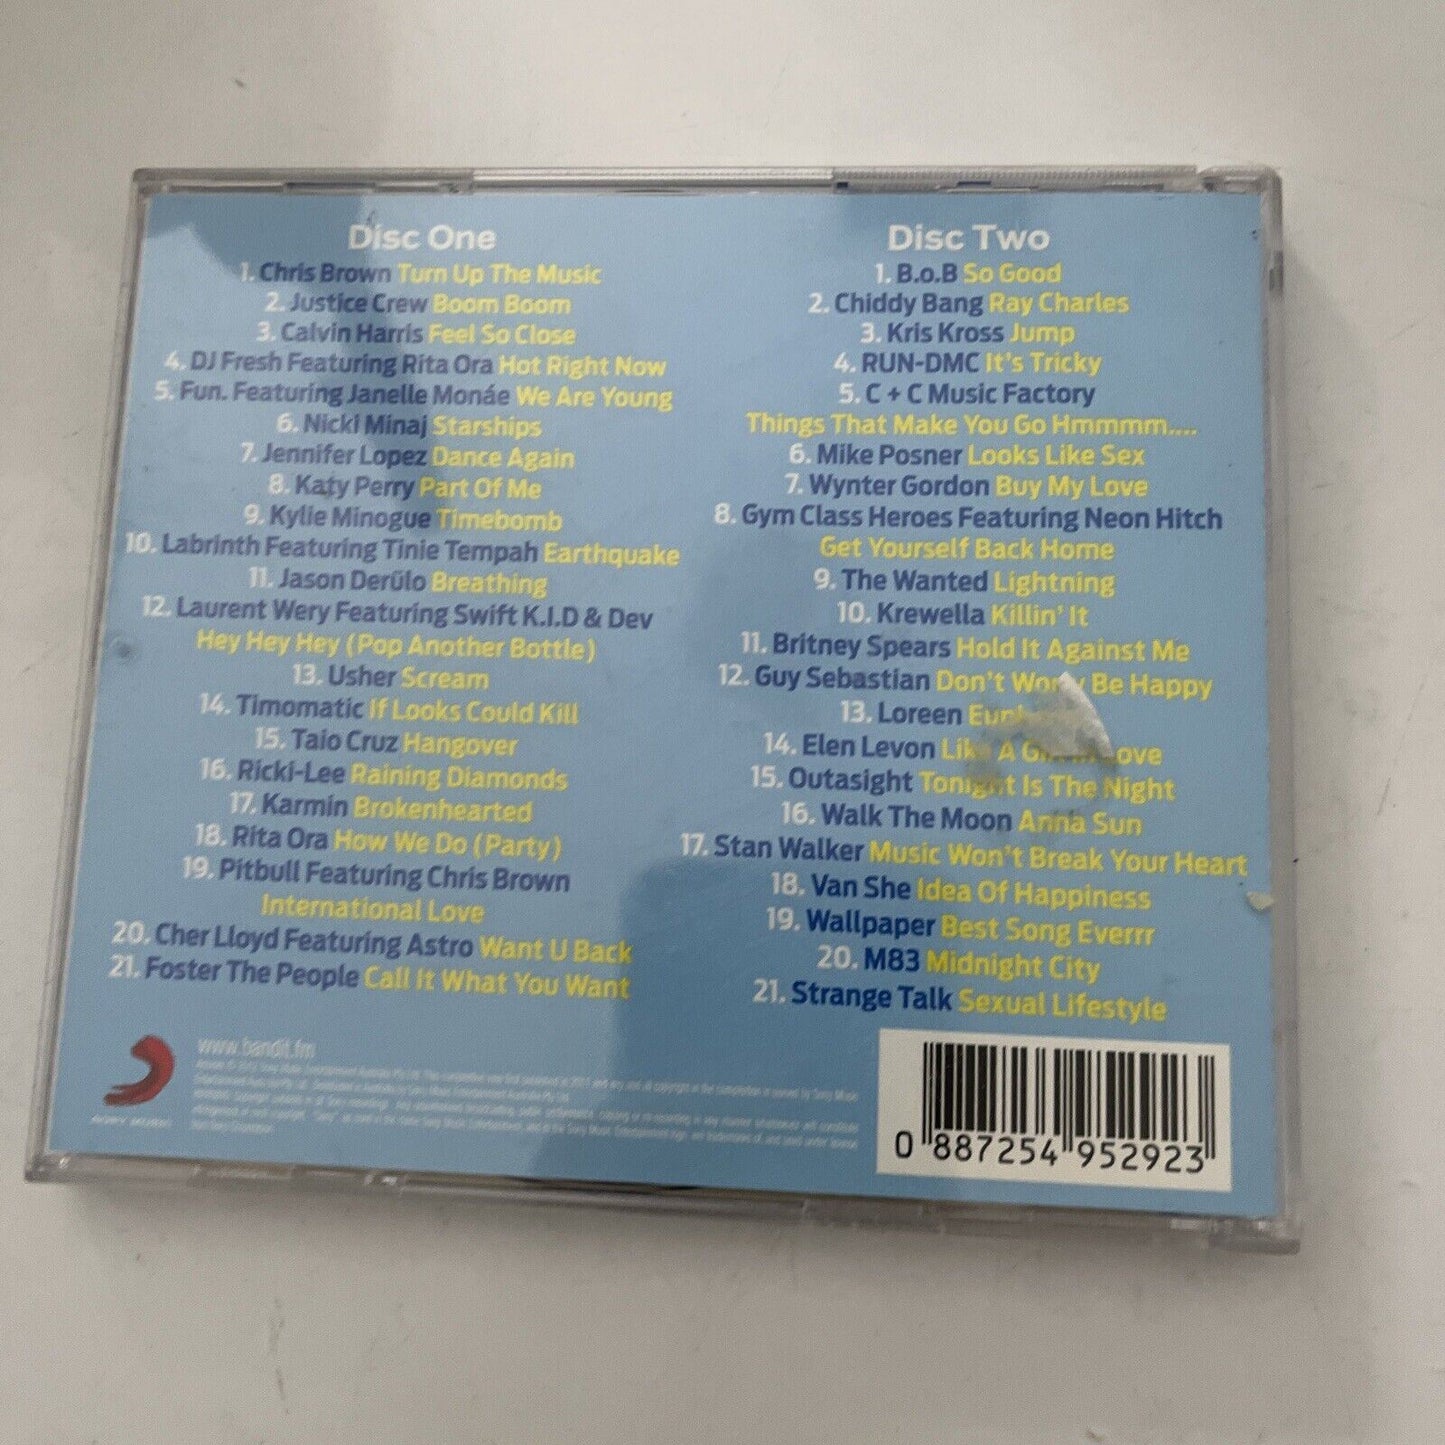 Disc One
1. Chris Brown Turn Up The Music
2. Justice Crew Boom Boom
3. Calvin Harris Feel So Close
4. DJ Fresh Featuring Rita Ora Hot Right Now
5. Fun. Featuring Janelle Monáe We Are Young
6. Nicki Minaj Starships
7. Jennifer Lopez Dance Again
8. Katy Perry Part Of Me
9. Kylie Minogue Timebomb
10. Labrinth Featuring Tinie Tempah Earthquake
11. Jason Derülo Breathing
12. Laurent Wery Featuring Swift K.I.D & Dev
Hey Hey Hey (Pop Another Bottle)
13. Usher Scream
14. Timomatic If Looks Could Kill
15. Taio Cruz Hangover
16. Ricki-Lee Raining Diamonds
17. Karmin Brokenhearted
18. Rita Ora How We Do (Party)
19. Pitbull Featuring Chris Brown
International Love
20. Cher Lloyd Featuring Astro Want U Back
21. Foster The People Call It What You Want
Disc Two
1. B.o.B So Good
2. Chiddy Bang Ray Charles
3. Kris Kross Jump
4. RUN-DMC It's Tricky
5. C + C Music Factory
Things That Make You Go Hmmmm....
6. Mike Posner Looks Like Sex
7. Wynter Gordon Buy My Love
8. Gym Class Heroes Featuring Neon Hitch
Get Yourself Back Home
9. The Wanted Lightning
10. Krewella Killin' It
11. Britney Spears Hold It Against Me
12. Guy Sebastian Don't Worry Be Happy
13. Loreen
14. Elen Levon Like A Love
15. Outasight Tonight Is The Night
16. Walk The Moon Anna Sun
17. Stan Walker Music Won't Break Your Heart
18. Van She Idea Of Happiness
19. Wallpaper Best Song Everrr
20. M83 Midnight City
21. Strange Talk Sexual Lifestyle
www.bandit.fm
SONY MUSIC
0 887254 952923